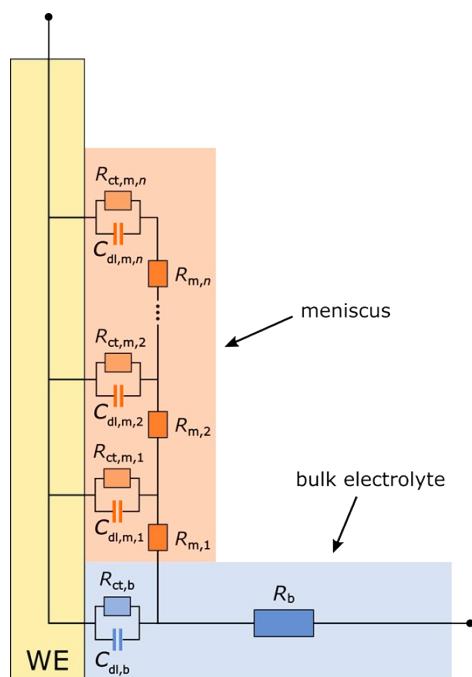 R_ct,m,n
C_dl,m,n
R_m,n
meniscus
R_ct,m,2
C_dl,m,2
R_m,2
R_ct,m,1
bulk electrolyte
C_dl,m,1
R_m,1
R_ct,b
R_b
WE
C_dl,b